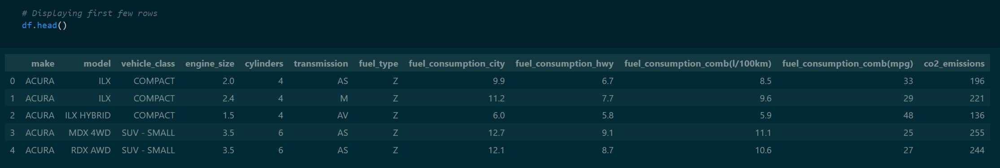 # Displaying first few rows
df.head()
make model vehicle_class engine_size cylinders transmission fuel_type fuel_consumption_city fuel_consumption_hwy fuel_consumption_comb(l/100km) fuel_consumption_comb(mpg) co2_emissions
0 ACURA ILX COMPACT 2.0 4 AS Z 9.9 6.7 8.5 33 196
1 ACURA ILX COMPACT 2.4 4 M Z 11.2 7.7 9.6 29 221
2 ACURA ILX HYBRID COMPACT 1.5 4 AV Z 6.0 5.8 5.9 48 136
3 ACURA MDX 4WD SUV - SMALL 3.5 6 AS Z 12.7 9.1 11.1 25 255
4 ACURA RDX AWD SUV - SMALL 3.5 6 AS Z 12.1 8.7 10.6 27 244